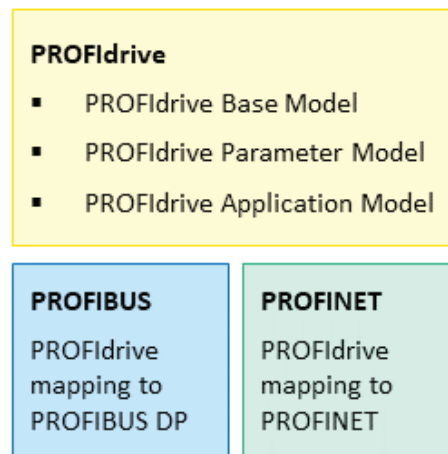 PROFIdrive
▪ PROFIdrive Base Model
▪ PROFIdrive Parameter Model
▪ PROFIdrive Application Model
PROFIBUS
PROFIdrive
mapping to
PROFIBUS DP
PROFINET
PROFIdrive
mapping to
PROFINET